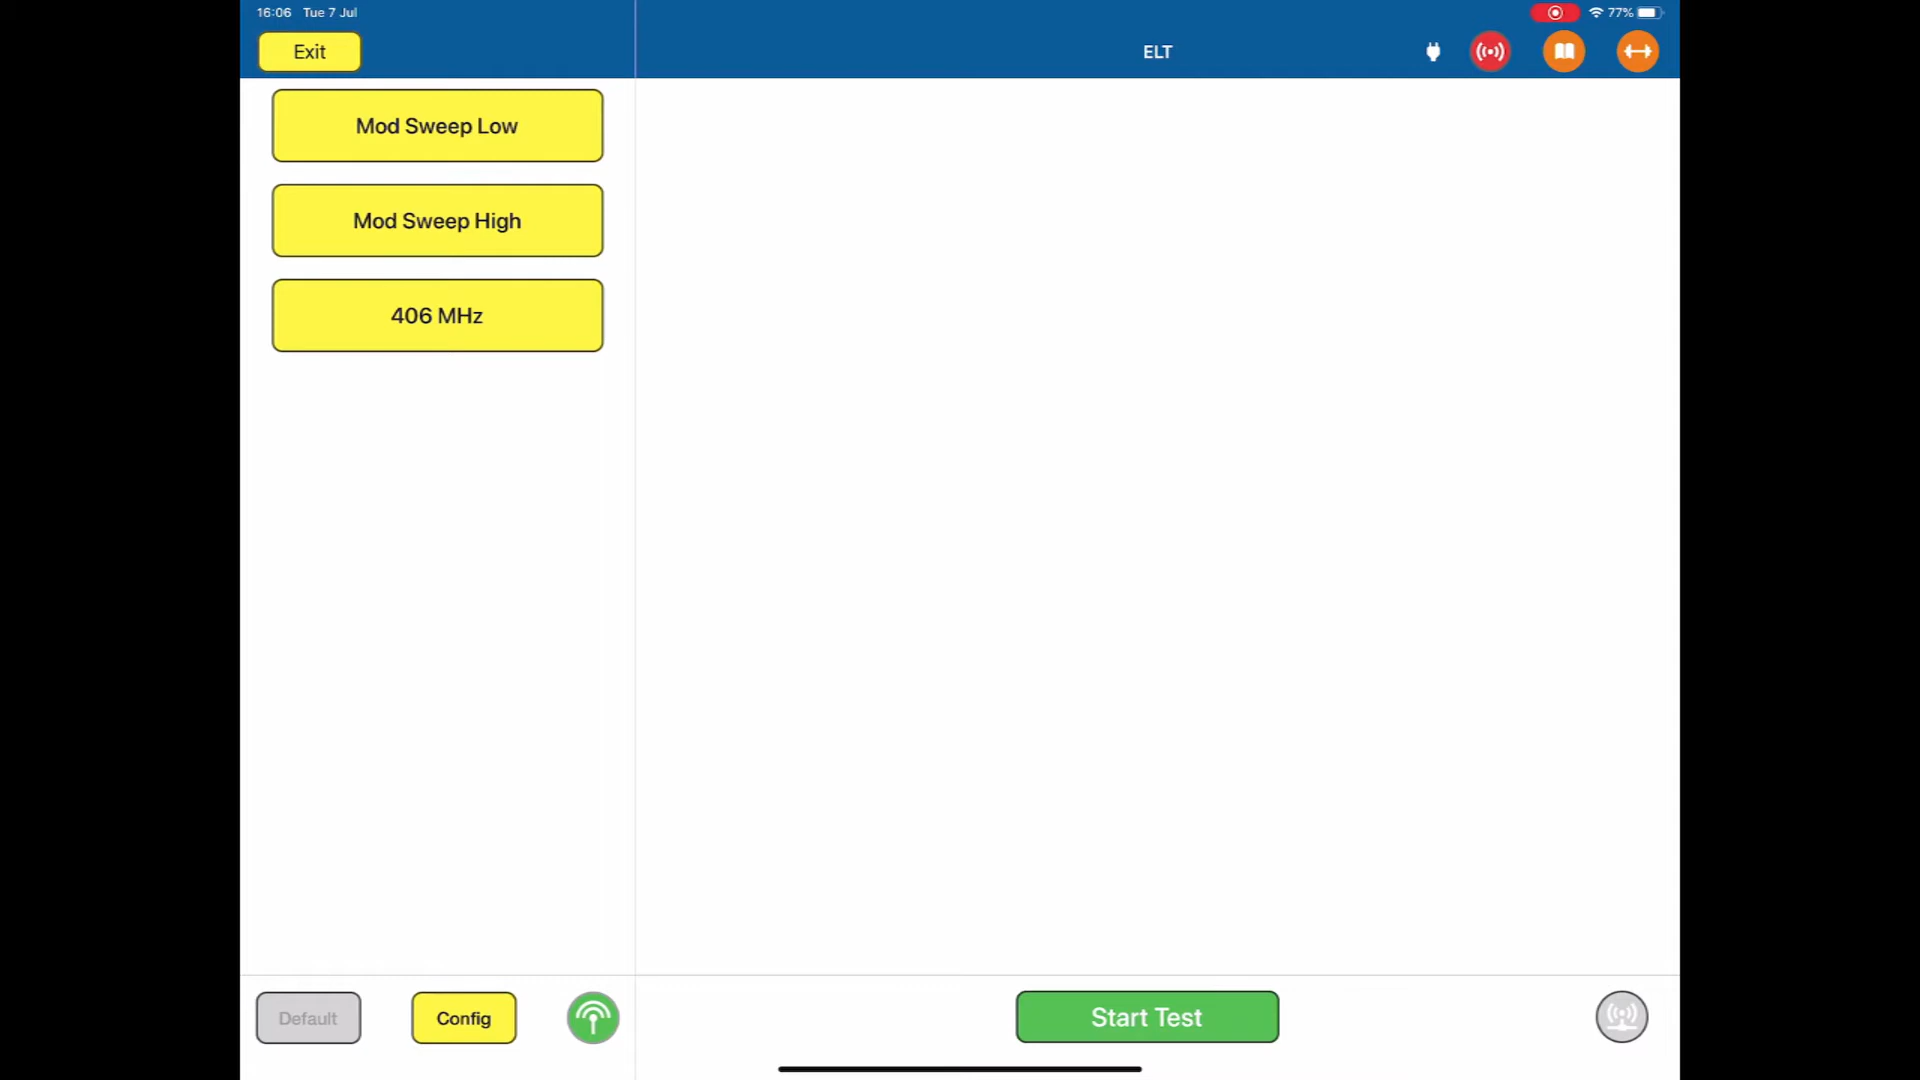 16:06 Tue 7 Jul
77%
Exit
ELT
Mod Sweep Low
Mod Sweep High
406 MHz
Default
Config
Start Test